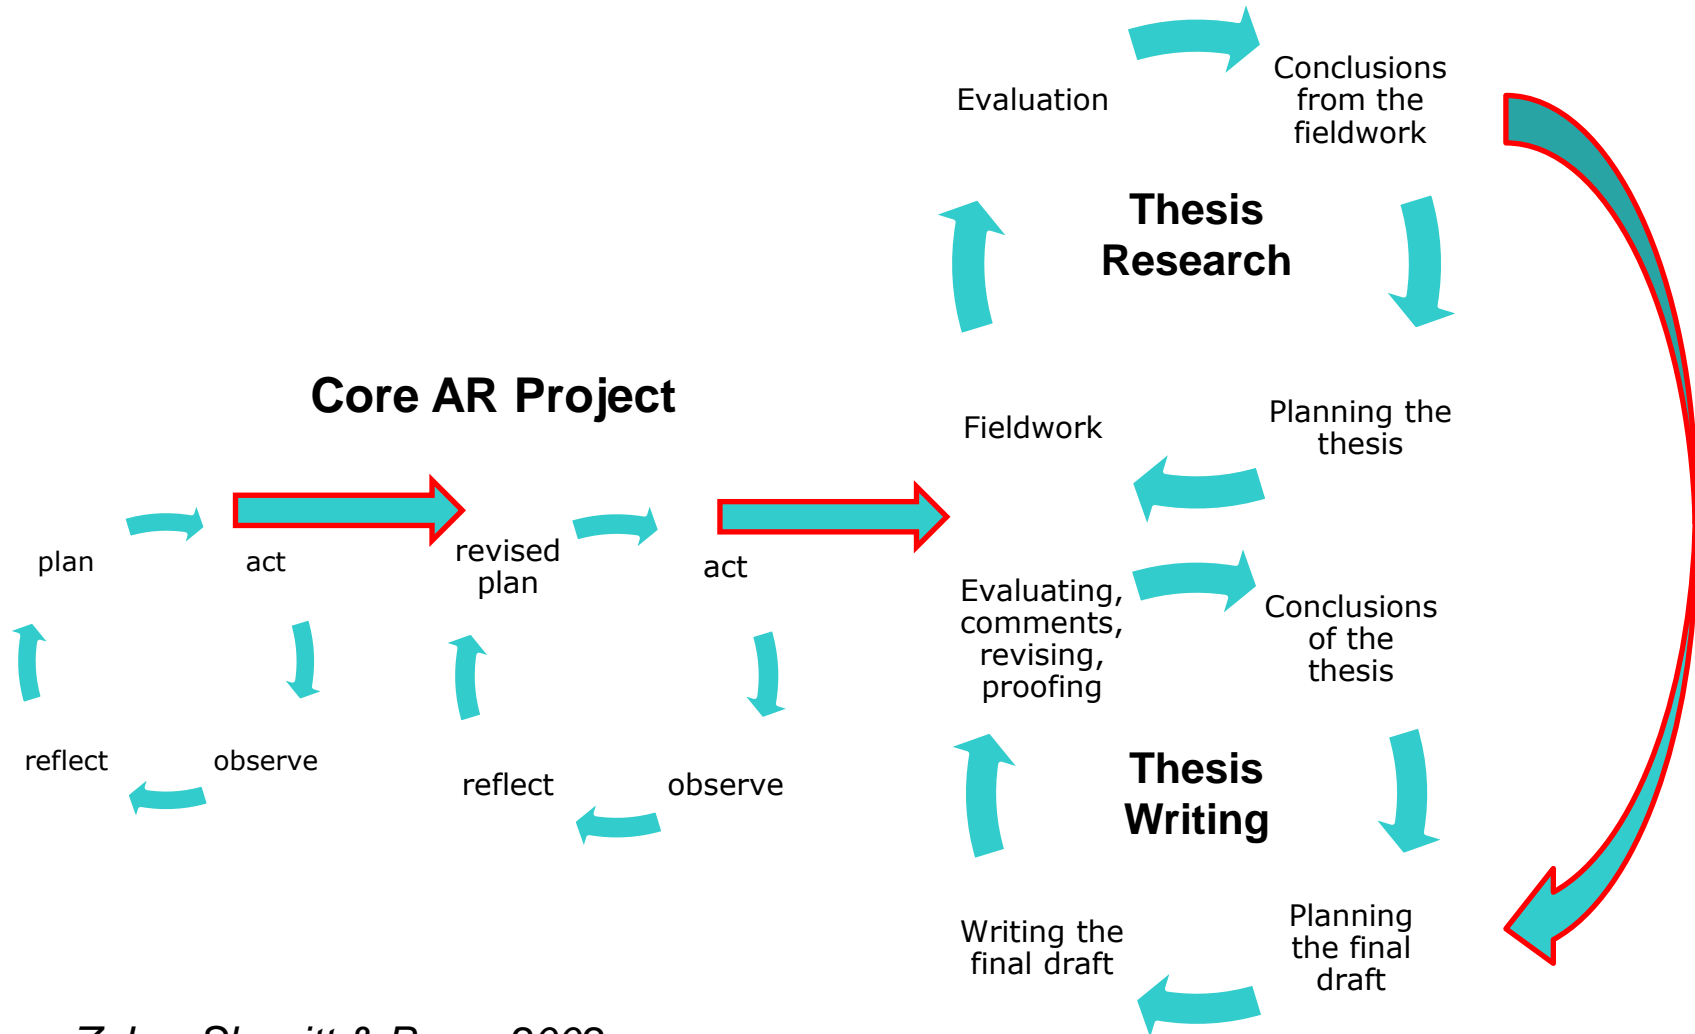 Evaluation
Conclusions
from the
fieldwork
Thesis
Research
Core AR Project
Fieldwork
Planning the
thesis
plan
act
revised
plan
act
Evaluating,
comments,
revising,
proofing
Conclusions
of the
thesis
reflect
observe
reflect
observe
Thesis
Writing
Writing the
final draft
Planning
the final
draft